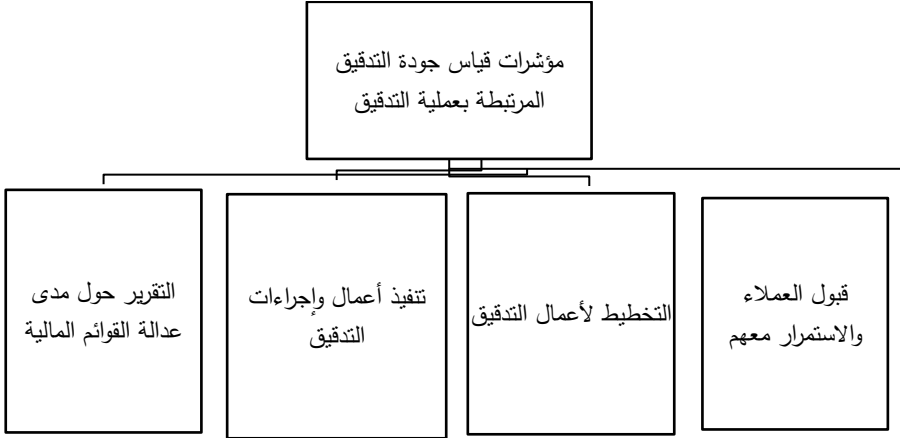 مؤشرات قياس جودة التدقيق
المرتبطة بعملية التدقيق
قبول العملاء
والاستمرار معهم
التخطيط لأعمال التدقيق
تنفيذ أعمال وإجراءات
التدقيق
التقرير حول مدى
عدالة القوائم المالية